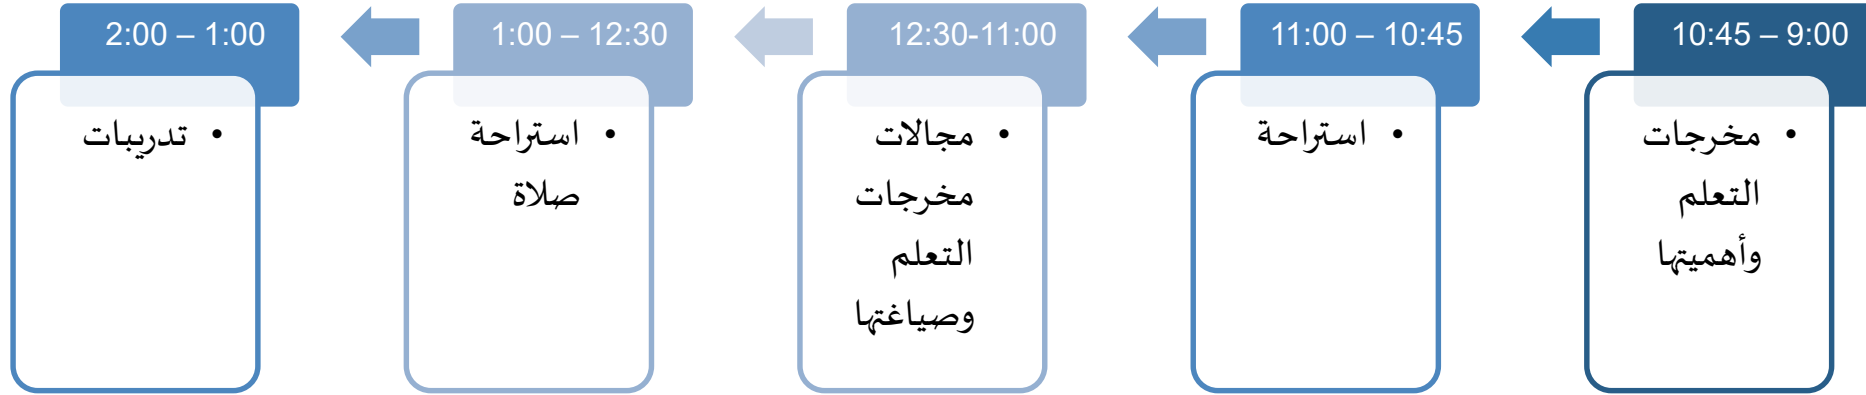 10:45 – 9:00
• مخرجات
التعلم
وأهميتها
11:00 – 10:45
• استراحة
12:30-11:00
• مجالات
مخرجات
التعلم
وصياغتها
1:00 – 12:30
• استراحة
صلاة
2:00 – 1:00
• تدريبات